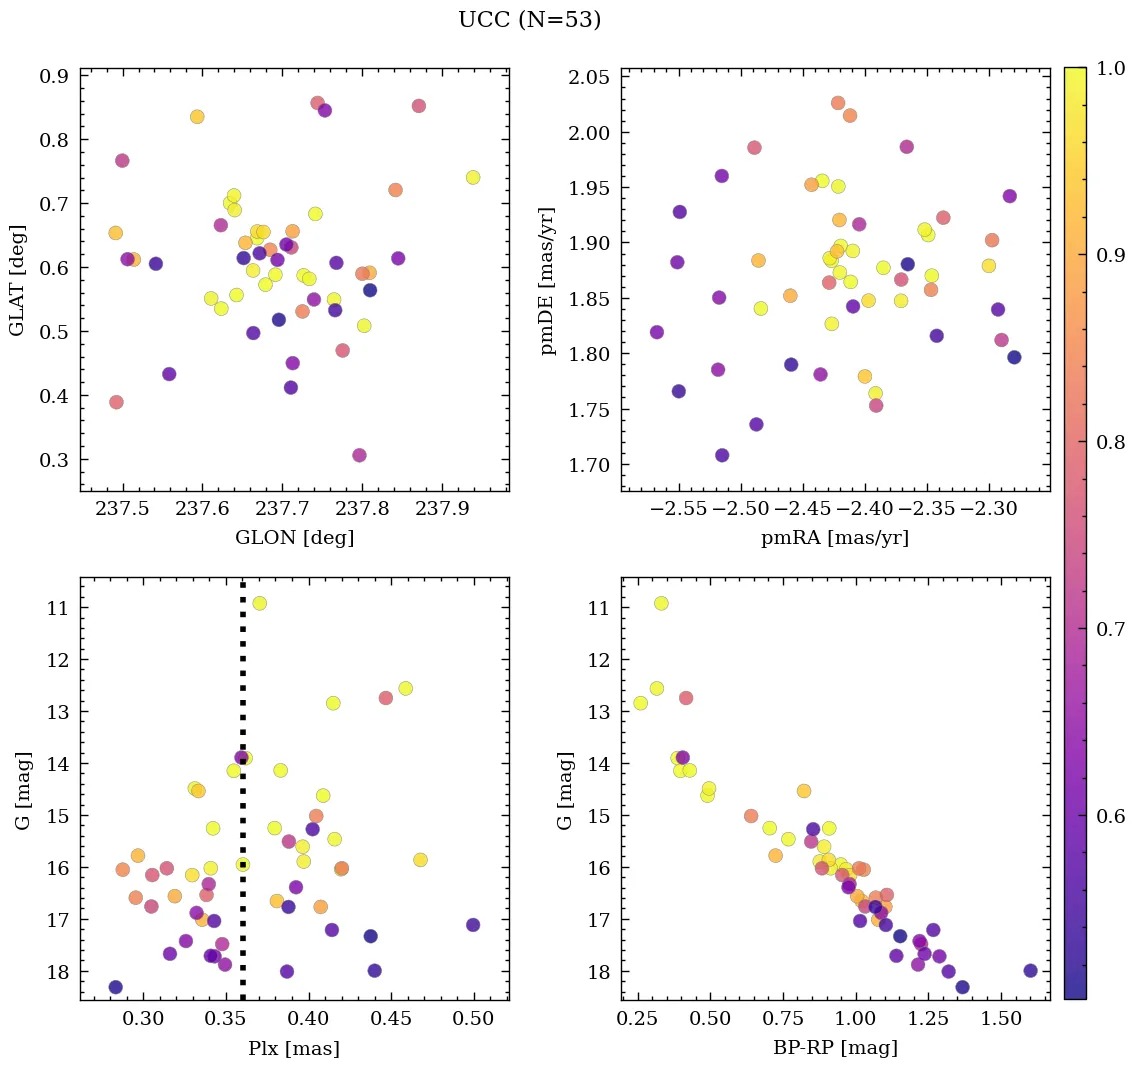 UCC (N=53)
0.9
0.8
0.7
0.6
0.5
0.4
0.3
GLAT [deg]
237.5 237.6 237.7 237.8 237.9
GLON [deg]
2.05
2.00
1.95
1.90
1.85
1.80
1.75
1.70
pmDE [mas/yr]
−2.55 −2.50 −2.45 −2.40 −2.35 −2.30
pmRA [mas/yr]
1.0
0.9
0.8
0.7
0.6
11
12
13
14
15
16
17
18
G [mag]
0.30 0.35 0.40 0.45 0.50
Plx [mas]
11
12
13
14
15
16
17
18
G [mag]
0.25 0.50 0.75 1.00 1.25 1.50
BP-RP [mag]